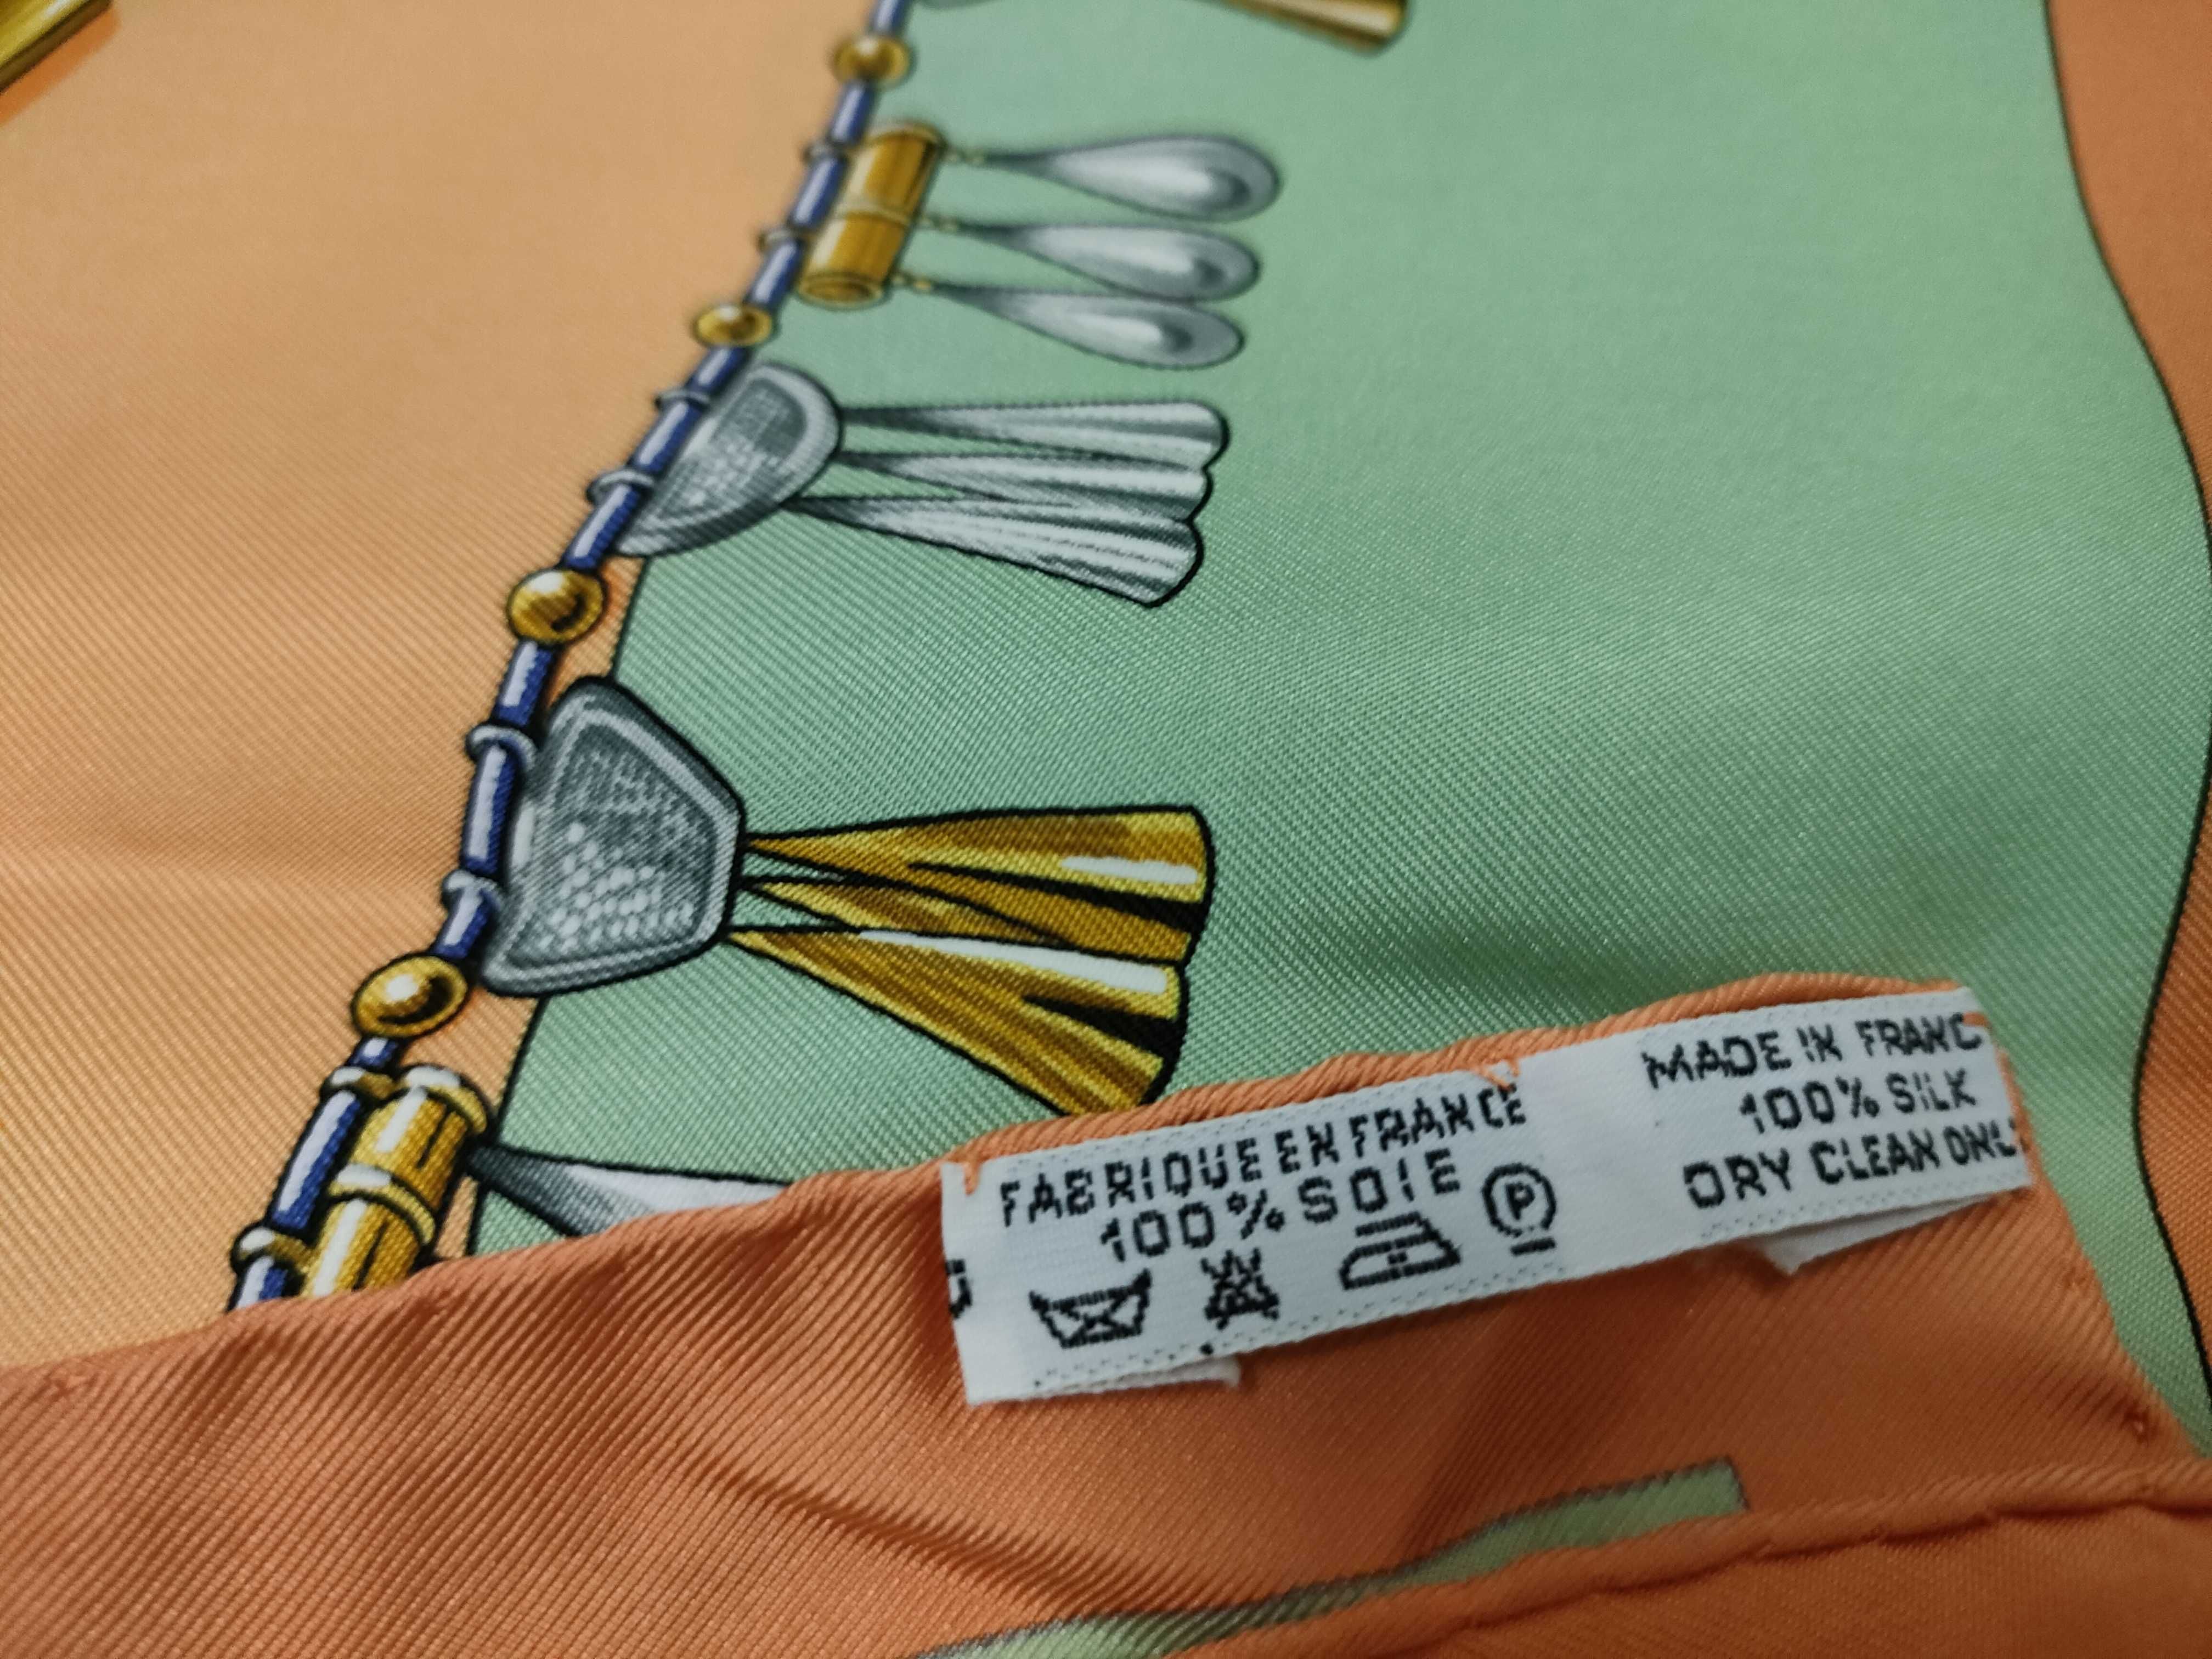 FABRIQUE EN FRANCE
100% SOIE
P
MADE IN FRANC
100% SILK
DRY CLEAN ONL